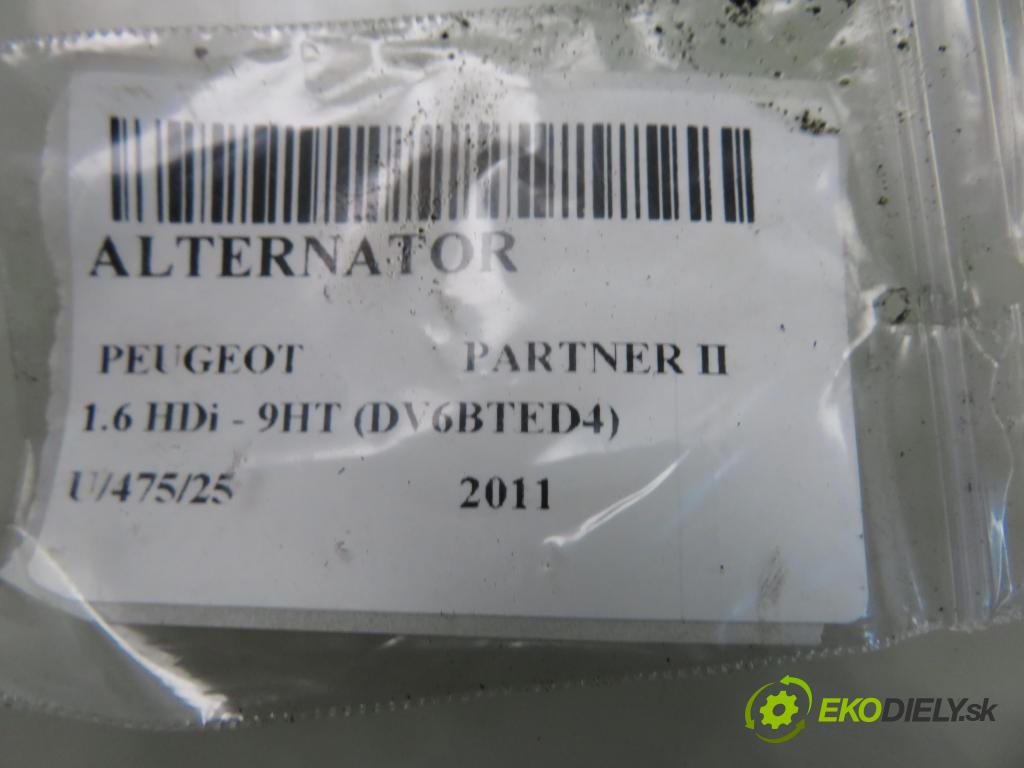 ALTERNATOR
PEUGEOT PARTNER II
1.6 HDi - 9HT (DV6BTED4)
U/475/25 2011
EKODIELY.sk